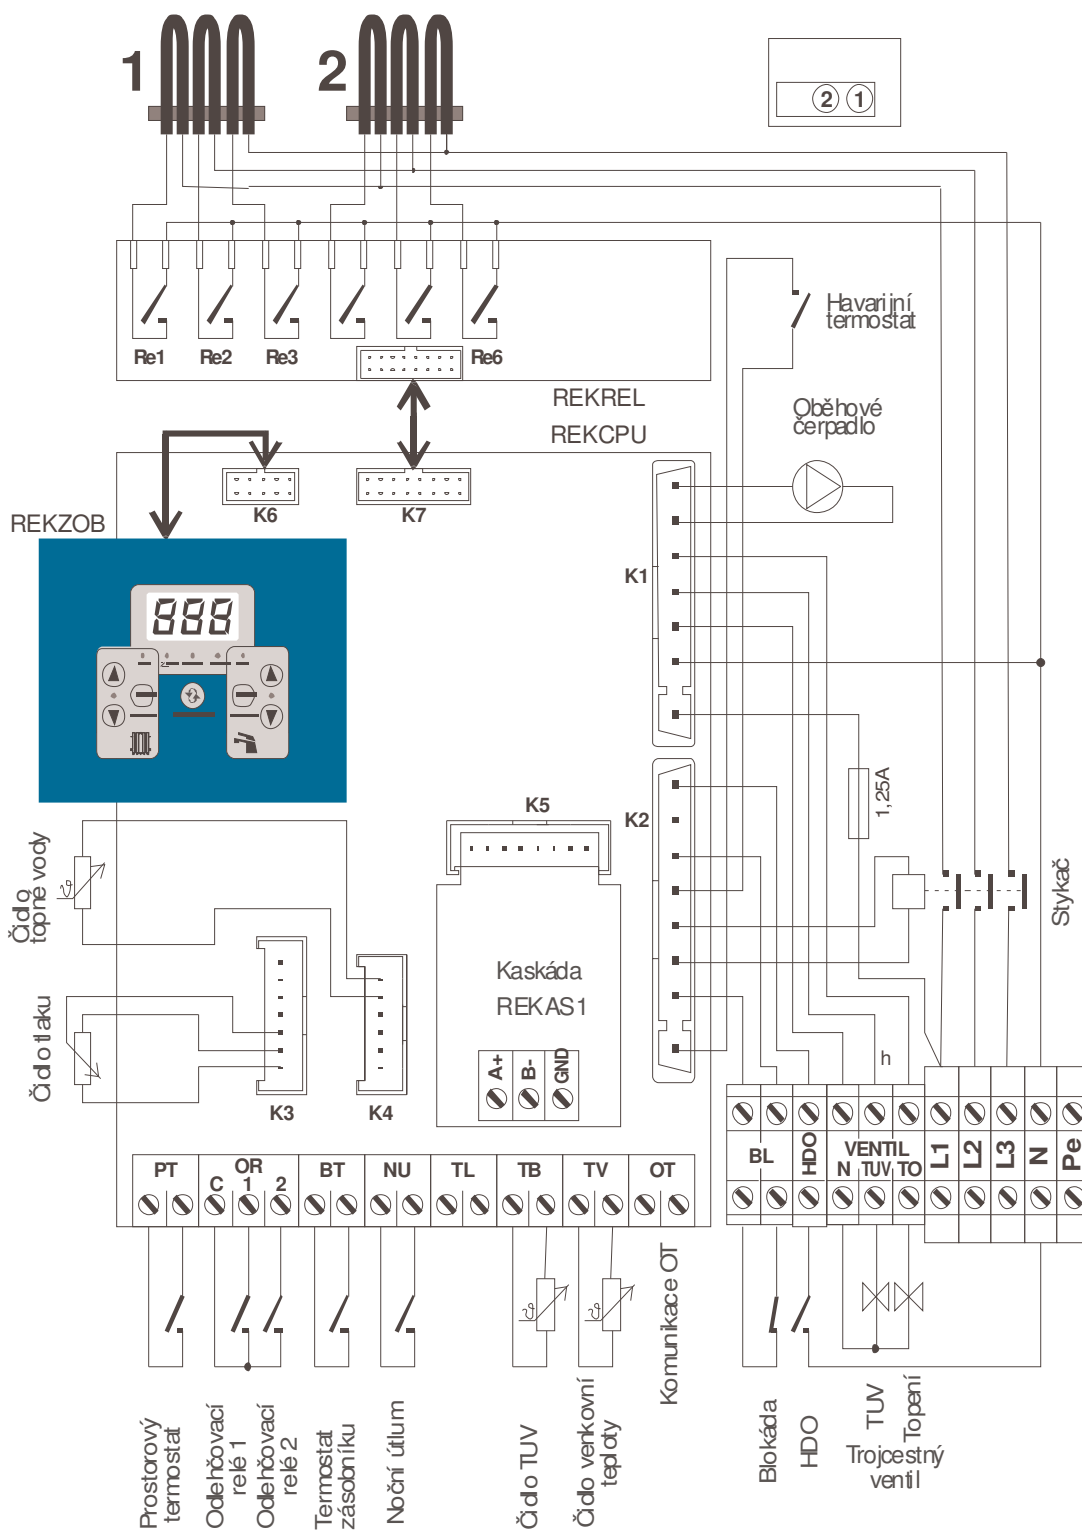 1
2
2 1
Re1
Re2
Re3
Re6
Havarijní
termostat
REKREL
REKCPU
Oběhové
čerpadlo
K6
K7
REKZOB
K1
1,25A
K5
K2
Čidlo
topné vody
Stykač
Kaskáda
REKAS1
Čidlo tlaku
h
A+
B-
GND
K3
K4
PT
OR
C
1
2
BT
NU
TL
TB
TV
OT
BL
HDO
VENTIL
N
TUV
TO
L1
L2
L3
N
Pe
Prostorový
termostat
Odlehčovací
relé 1
Odlehčovací
relé 2
Termostat
zásobníku
Noční útlum
Čidlo TUV
Čidlo venkovní
teploty
Komunikace OT
Blokáda
HDO
TUV
Topení
Trojcestný
ventil